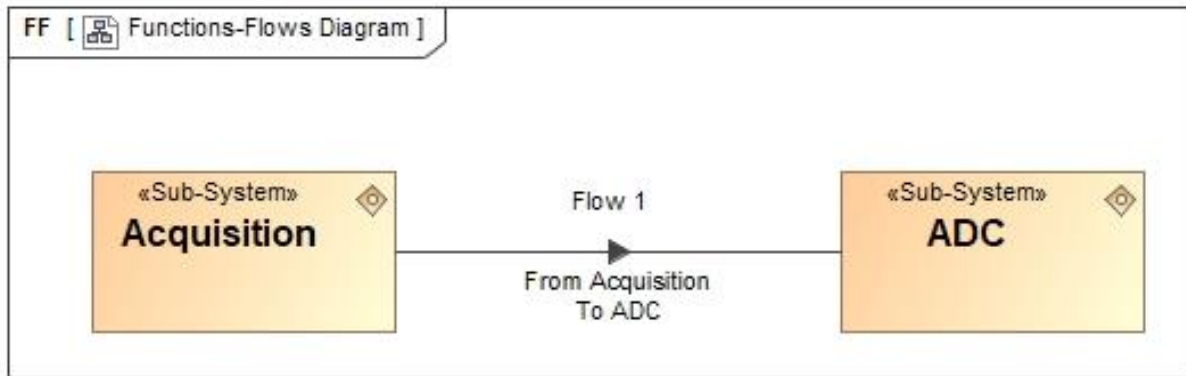 FF [ Functions-Flows Diagram ]
«Sub-System»
Acquisition
Flow 1
From Acquisition
To ADC
«Sub-System»
ADC